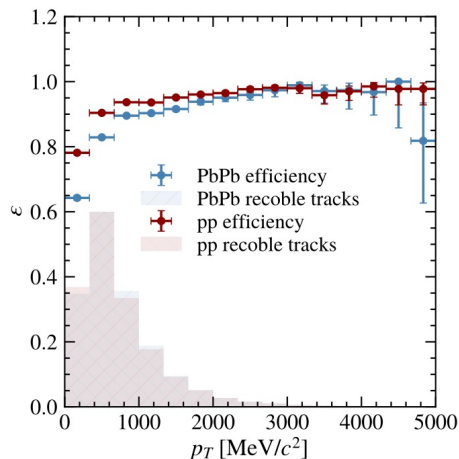 1.2
1.0
0.8
0.6
0.4
0.2
0.0
ε
PbPb efficiency
PbPb recoble tracks
pp efficiency
pp recoble tracks
0 1000 2000 3000 4000 5000
p_T [MeV/c²]